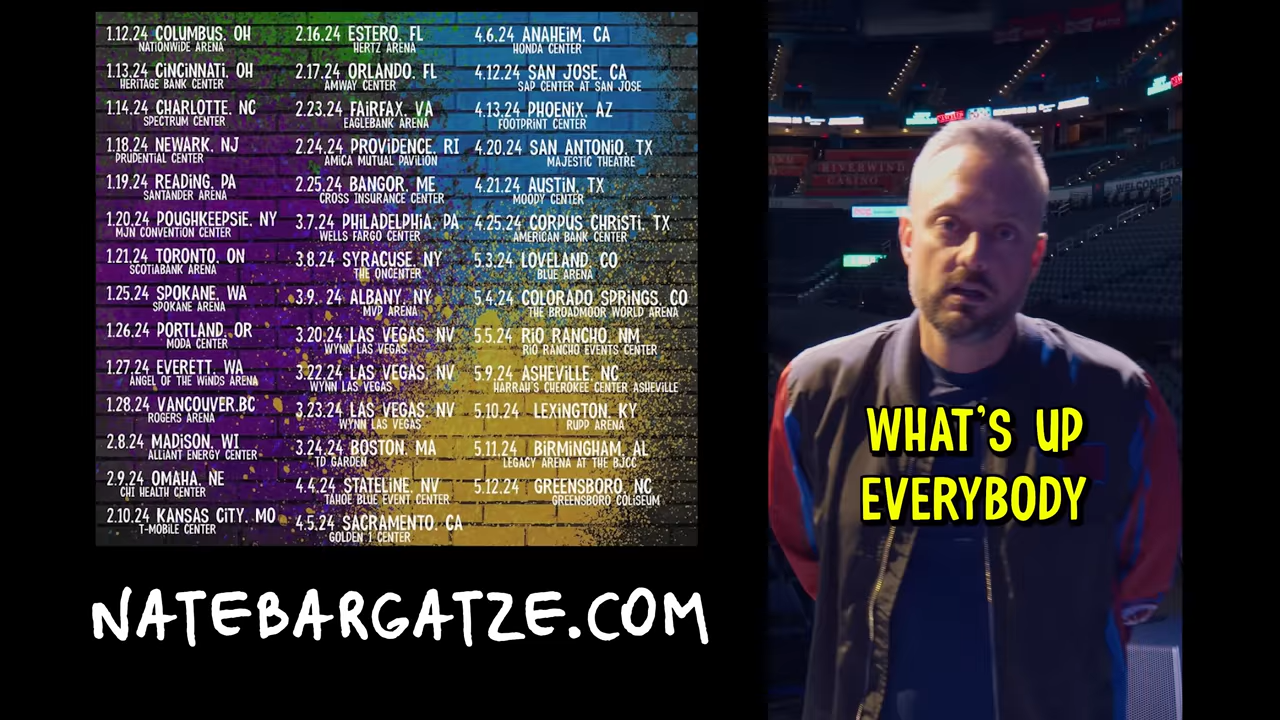 1.12.24 COLUMBUS, OH
NATIONWIDE ARENA
1.13.24 CINCINNATI, OH
HERITAGE BANK CENTER
1.14.24 CHARLOTTE, NC
SPECTRUM CENTER
1.18.24 NEWARK, NJ
PRUDENTIAL CENTER
1.19.24 READING, PA
SANTANDER ARENA
1.20.24 POUGHKEEPSIE, NY
MJN CONVENTION CENTER
1.21.24 TORONTO, ON
SCOTIABANK ARENA
1.25.24 SPOKANE, WA
SPOKANE ARENA
1.26.24 PORTLAND, OR
MODA CENTER
1.27.24 EVERETT, WA
ANGEL OF THE WINDS ARENA
1.28.24 VANCOUVER,BC
ROGERS ARENA
2.8.24 MADISON, WI
ALLIANT ENERGY CENTER
2.9.24 OMAHA, NE
CHI HEALTH CENTER
2.10.24 KANSAS CITY, MO
T-MOBILE CENTER
2.16.24 ESTERO, FL
HERTZ ARENA
2.17.24 ORLANDO, FL
AMWAY CENTER
2.23.24 FAIRFAX, VA
EAGLEBANK ARENA
2.24.24 PROVIDENCE, RI
AMICA MUTUAL PAVILION
2.25.24 BANGOR, ME
CROSS INSURANCE CENTER
3.7.24 PHILADELPHIA, PA
WELLS FARGO CENTER
3.8.24 SYRACUSE, NY
THE ONCENTER
3.9.. 24 ALBANY, NY
MVP ARENA
3.20.24 LAS VEGAS, NV
WYNN LAS VEGAS
3.22.24 LAS VEGAS, NV
WYNN LAS VEGAS
3.23.24 LAS VEGAS, NV
WYNN LAS VEGAS
3.24.24 BOSTON, MA
TD GARDEN
4.4.24 STATELINE, NV
TAHOE BLUE EVENT CENTER
4.5.24 SACRAMENTO, CA
GOLDEN 1 CENTER
4.6.24 ANAHEIM, CA
HONDA CENTER
4.12.24 SAN JOSE, CA
SAP CENTER AT SAN JOSE
4.13.24 PHOENIX, AZ
FOOTPRINT CENTER
4.20.24 SAN ANTONIO, TX
MAJESTIC THEATRE
4.21.24 AUSTIN, TX
MOODY CENTER
4.25.24 CORPUS CHRISTI, TX
AMERICAN BANK CENTER
5.3.24 LOVELAND, CO
BLUE ARENA
5.4.24 COLORADO SPRINGS, CO
THE BROADMOOR WORLD ARENA
5.5.24 RIO RANCHO, NM
RIO RANCHO EVENTS CENTER
5.9.24 ASHEVILLE, NC
HARRAH'S CHEROKEE CENTER ASHEVILLE
5.10.24 LEXINGTON, KY
RUPP ARENA
5.11.24 BIRMINGHAM, AL
LEGACY ARENA AT THE BJCC
5.12.24 GREENSBORO, NC
GREENSBORO COLISEUM
NATEBARGATZE.COM
RIVERWIND
CASINO
WELCOME TO
WHAT'S UP
EVERYBODY